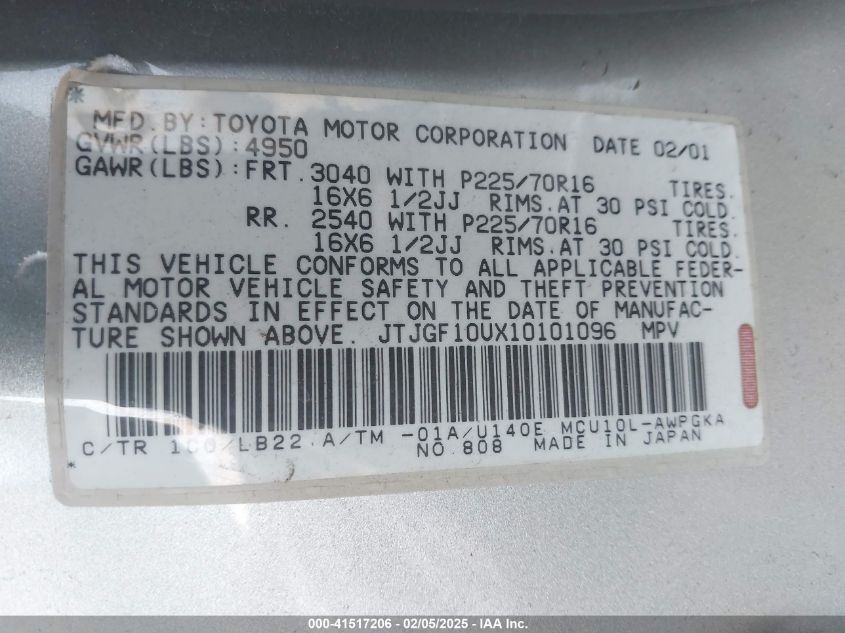 MFD. BY: TOYOTA MOTOR CORPORATION DATE 02/01
GVWR(LBS): 4950
GAWR(LBS): FRT. 3040 WITH P225/70R16 TIRES.
16X6 1/2JJ RIMS. AT 30 PSI COLD.
RR. 2540 WITH P225/70R16 TIRES.
16X6 1/2JJ RIMS. AT 30 PSI COLD.
THIS VEHICLE CONFORMS TO ALL APPLICABLE FEDER-
AL MOTOR VEHICLE SAFETY AND THEFT PREVENTION
STANDARDS IN EFFECT ON THE DATE OF MANUFAC-
TURE SHOWN ABOVE. JTJGF10UX10101096 MPV
C/TR 1C0/LB22 A/TM -01A/U140E MCU10L-AWPGKA
NO. 808 MADE IN JAPAN
000-41517206 - 02/05/2025 - IAA Inc.